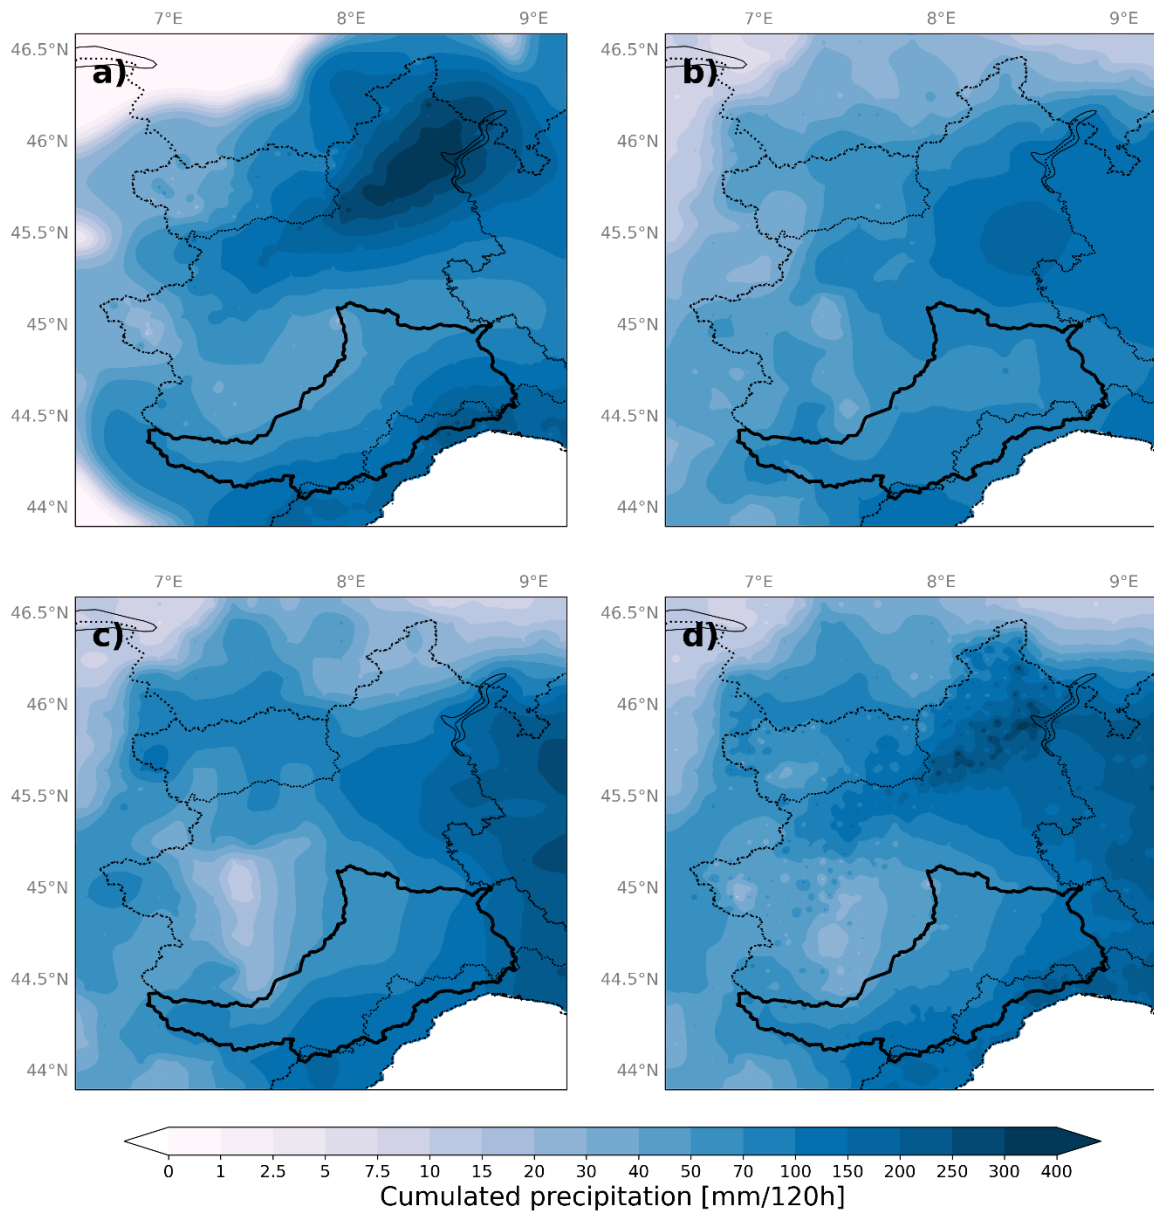 7°E 8°E 9°E 7°E 8°E 9°E
46.5°N a) 46.5°N b)
46°N 46°N
45.5°N 45.5°N
45°N 45°N
44.5°N 44.5°N
44°N 44°N
7°E 8°E 9°E 7°E 8°E 9°E
46.5°N c) 46.5°N d)
46°N 46°N
45.5°N 45.5°N
45°N 45°N
44.5°N 44.5°N
44°N 44°N
0 1 2.5 5 7.5 10 15 20 30 40 50 70 100 150 200 250 300 400
Cumulated precipitation [mm/120h]